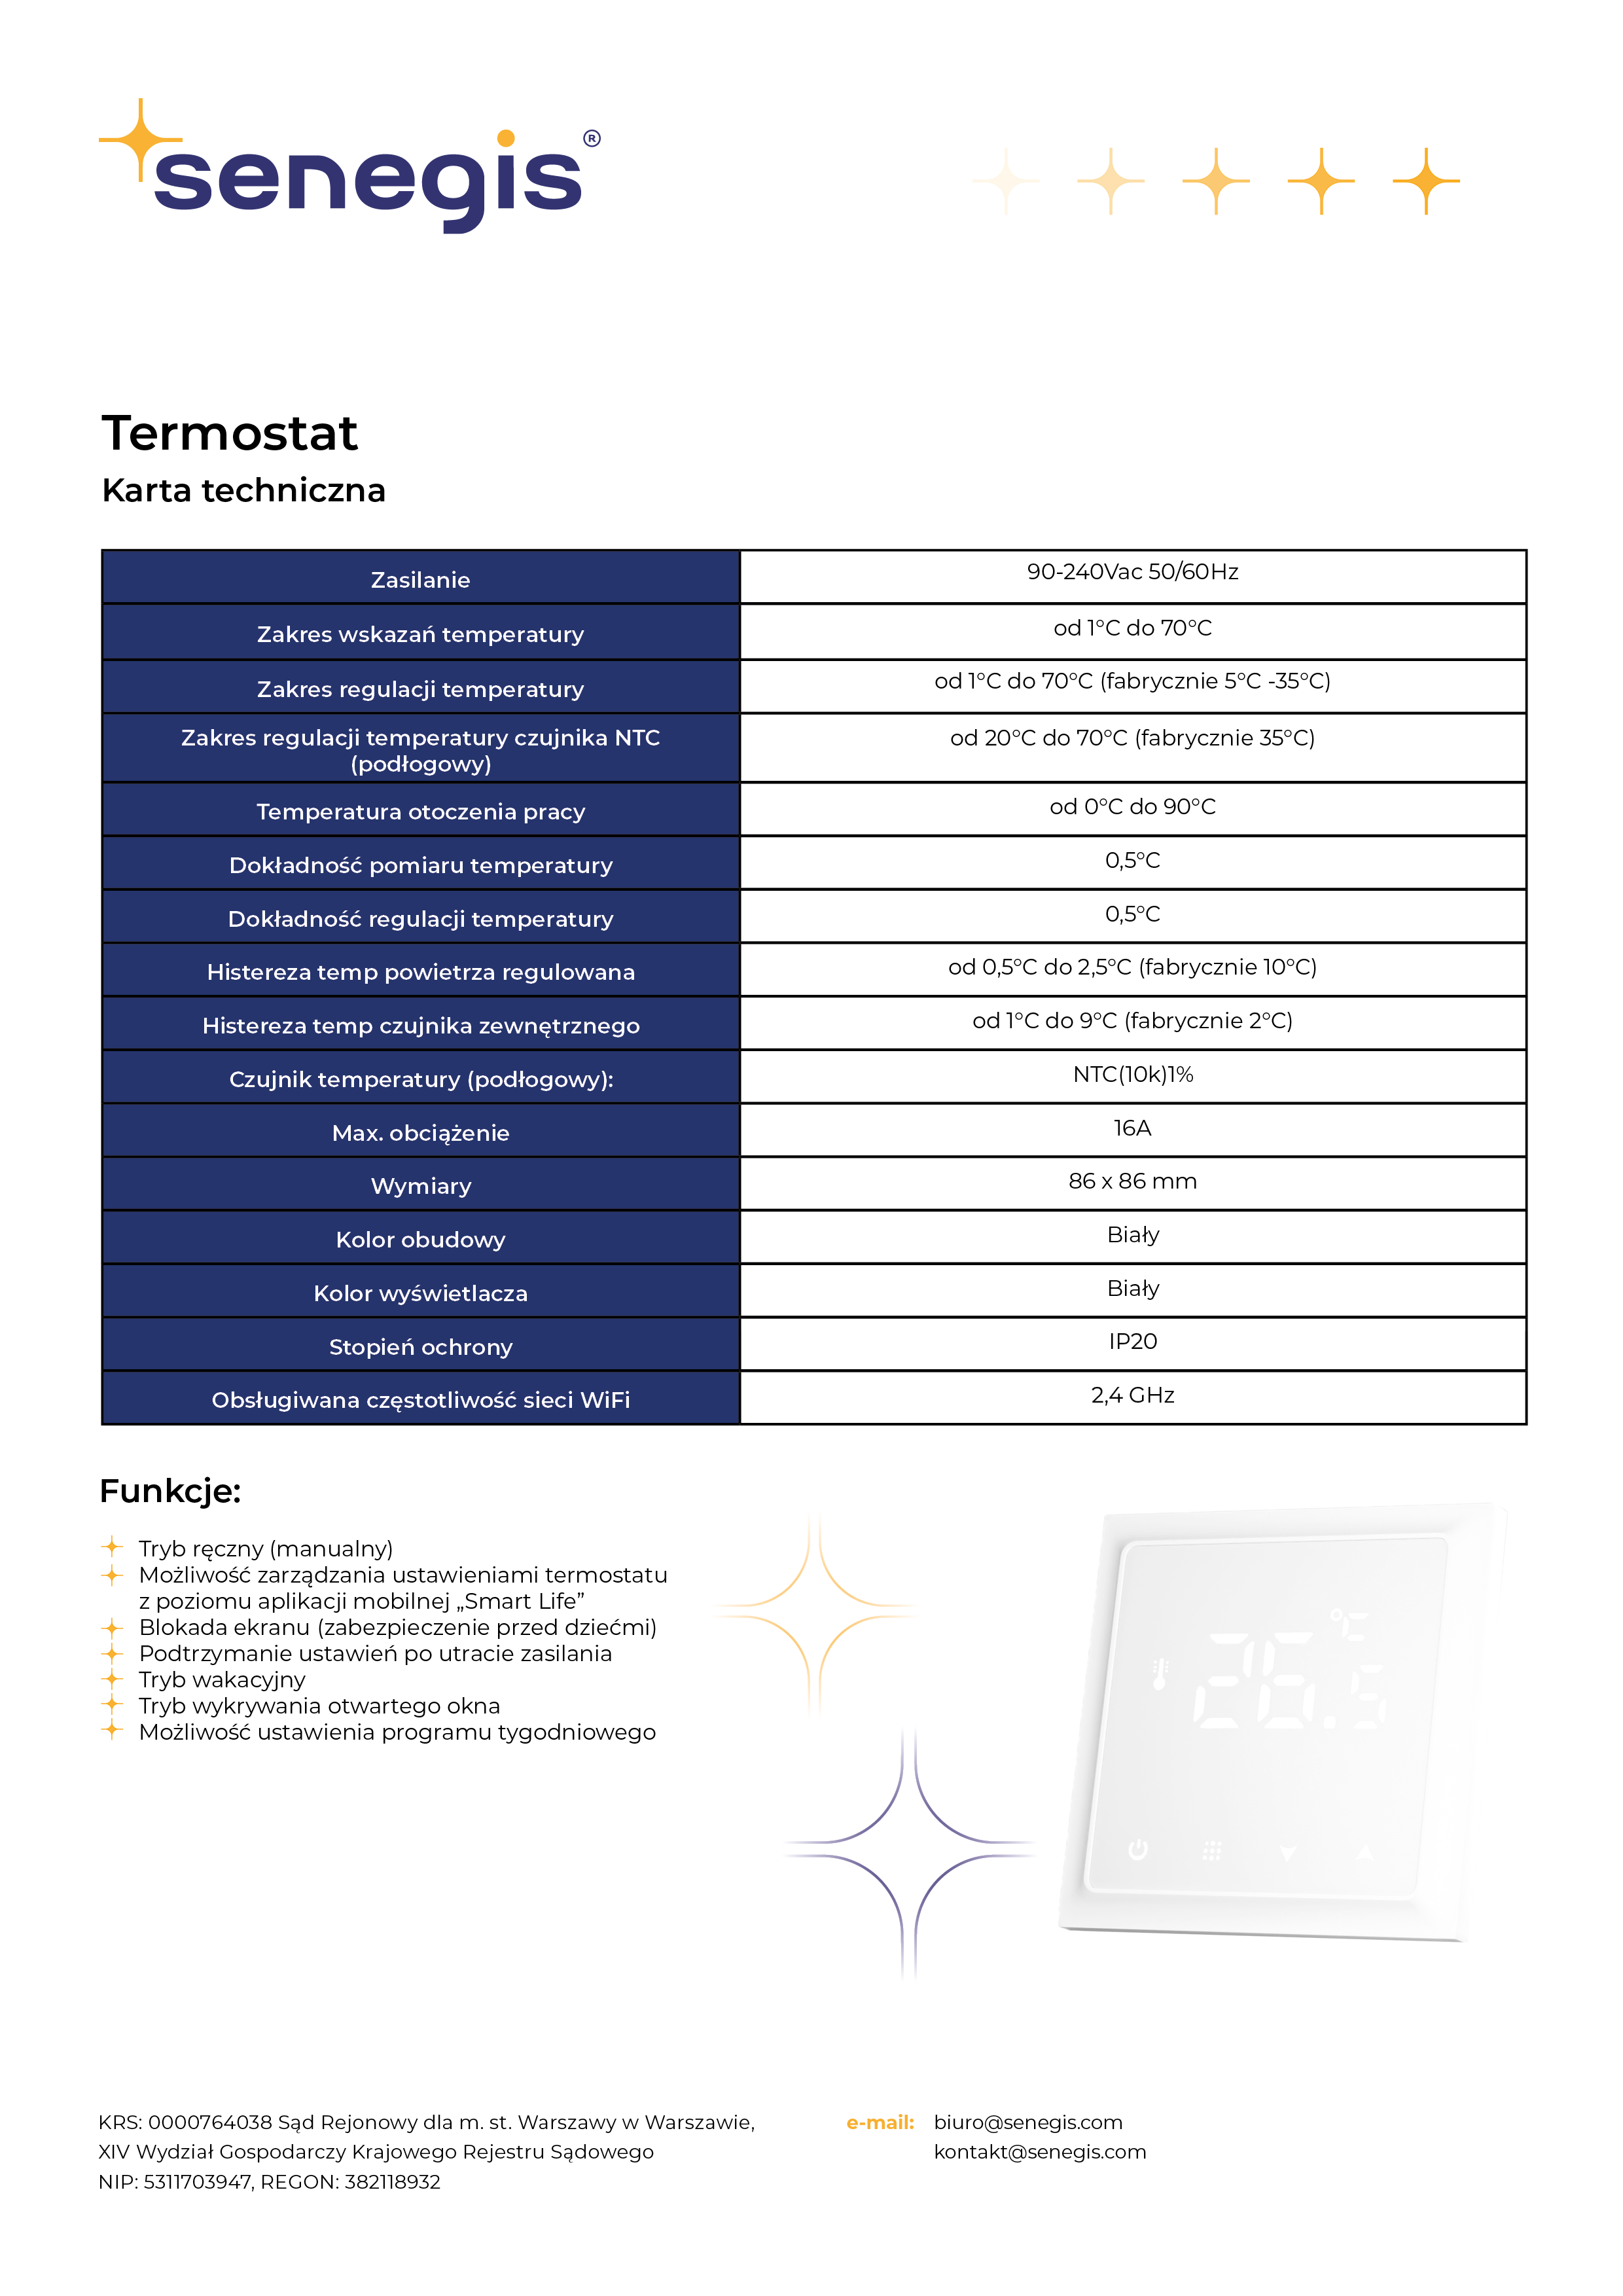 senegis®
Termostat
Karta techniczna
Zasilanie 90-240Vac 50/60Hz
Zakres wskazań temperatury od 1°C do 70°C
Zakres regulacji temperatury od 1°C do 70°C (fabrycznie 5°C -35°C)
Zakres regulacji temperatury czujnika NTC od 20°C do 70°C (fabrycznie 35°C)
(podłogowy)
Temperatura otoczenia pracy od 0°C do 90°C
Dokładność pomiaru temperatury 0,5°C
Dokładność regulacji temperatury 0,5°C
Histereza temp powietrza regulowana od 0,5°C do 2,5°C (fabrycznie 10°C)
Histereza temp czujnika zewnętrznego od 1°C do 9°C (fabrycznie 2°C)
Czujnik temperatury (podłogowy): NTC(10k)1%
Max. obciążenie 16A
Wymiary 86 x 86 mm
Kolor obudowy Biały
Kolor wyświetlacza Biały
Stopień ochrony IP20
Obsługiwana częstotliwość sieci WiFi 2,4 GHz
Funkcje:
Tryb ręczny (manualny)
Możliwość zarządzania ustawieniami termostatu
z poziomu aplikacji mobilnej „Smart Life”
Blokada ekranu (zabezpieczenie przed dziećmi)
Podtrzymanie ustawień po utracie zasilania
Tryb wakacyjny
Tryb wykrywania otwartego okna
Możliwość ustawienia programu tygodniowego
26.5 °C
KRS: 0000764038 Sąd Rejonowy dla m. st. Warszawy w Warszawie,
XIV Wydział Gospodarczy Krajowego Rejestru Sądowego
NIP: 5311703947, REGON: 382118932
e-mail: biuro@senegis.com
kontakt@senegis.com